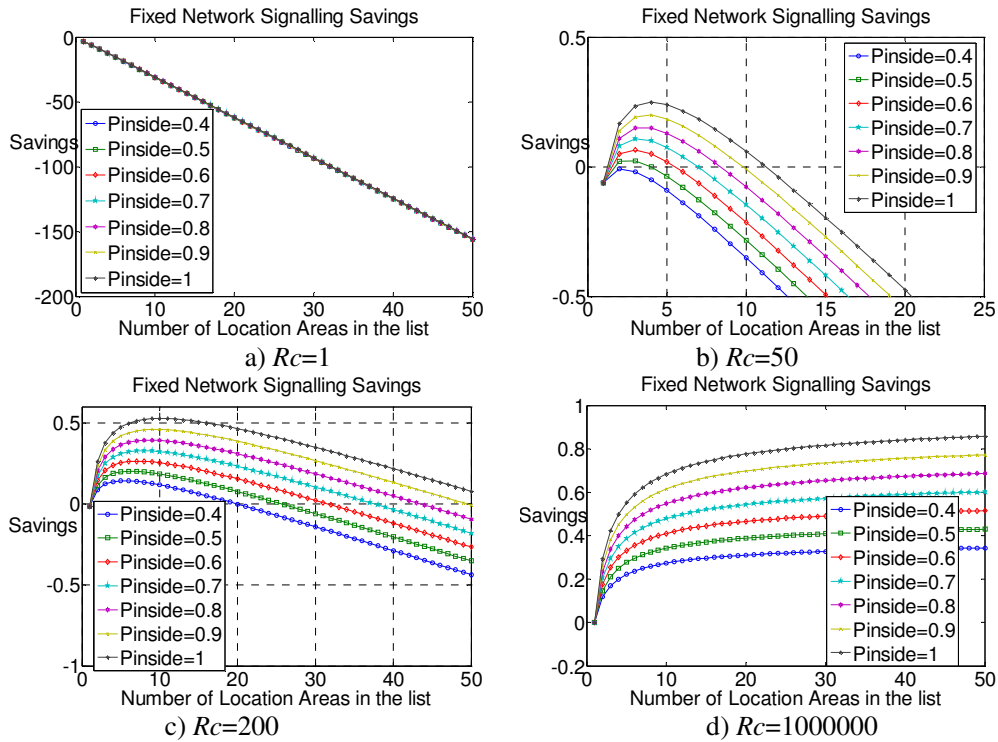 Fixed Network Signalling Savings
0
-50
-100
-150
-200
Savings
Pinside=0.4
Pinside=0.5
Pinside=0.6
Pinside=0.7
Pinside=0.8
Pinside=0.9
Pinside=1
0 10 20 30 40 50
Number of Location Areas in the list
a) Rc=1
Fixed Network Signalling Savings
0.5
0
-0.5
Savings
Pinside=0.4
Pinside=0.5
Pinside=0.6
Pinside=0.7
Pinside=0.8
Pinside=0.9
Pinside=1
0 5 10 15 20 25
Number of Location Areas in the list
b) Rc=50
Fixed Network Signalling Savings
0.5
0
-0.5
-1
Savings
Pinside=0.4
Pinside=0.5
Pinside=0.6
Pinside=0.7
Pinside=0.8
Pinside=0.9
Pinside=1
0 10 20 30 40 50
Number of Location Areas in the list
c) Rc=200
Fixed Network Signalling Savings
1
0.8
0.6
0.4
0.2
0
-0.2
Savings
Pinside=0.4
Pinside=0.5
Pinside=0.6
Pinside=0.7
Pinside=0.8
Pinside=0.9
Pinside=1
0 10 20 30 40 50
Number of Location Areas in the list
d) Rc=1000000